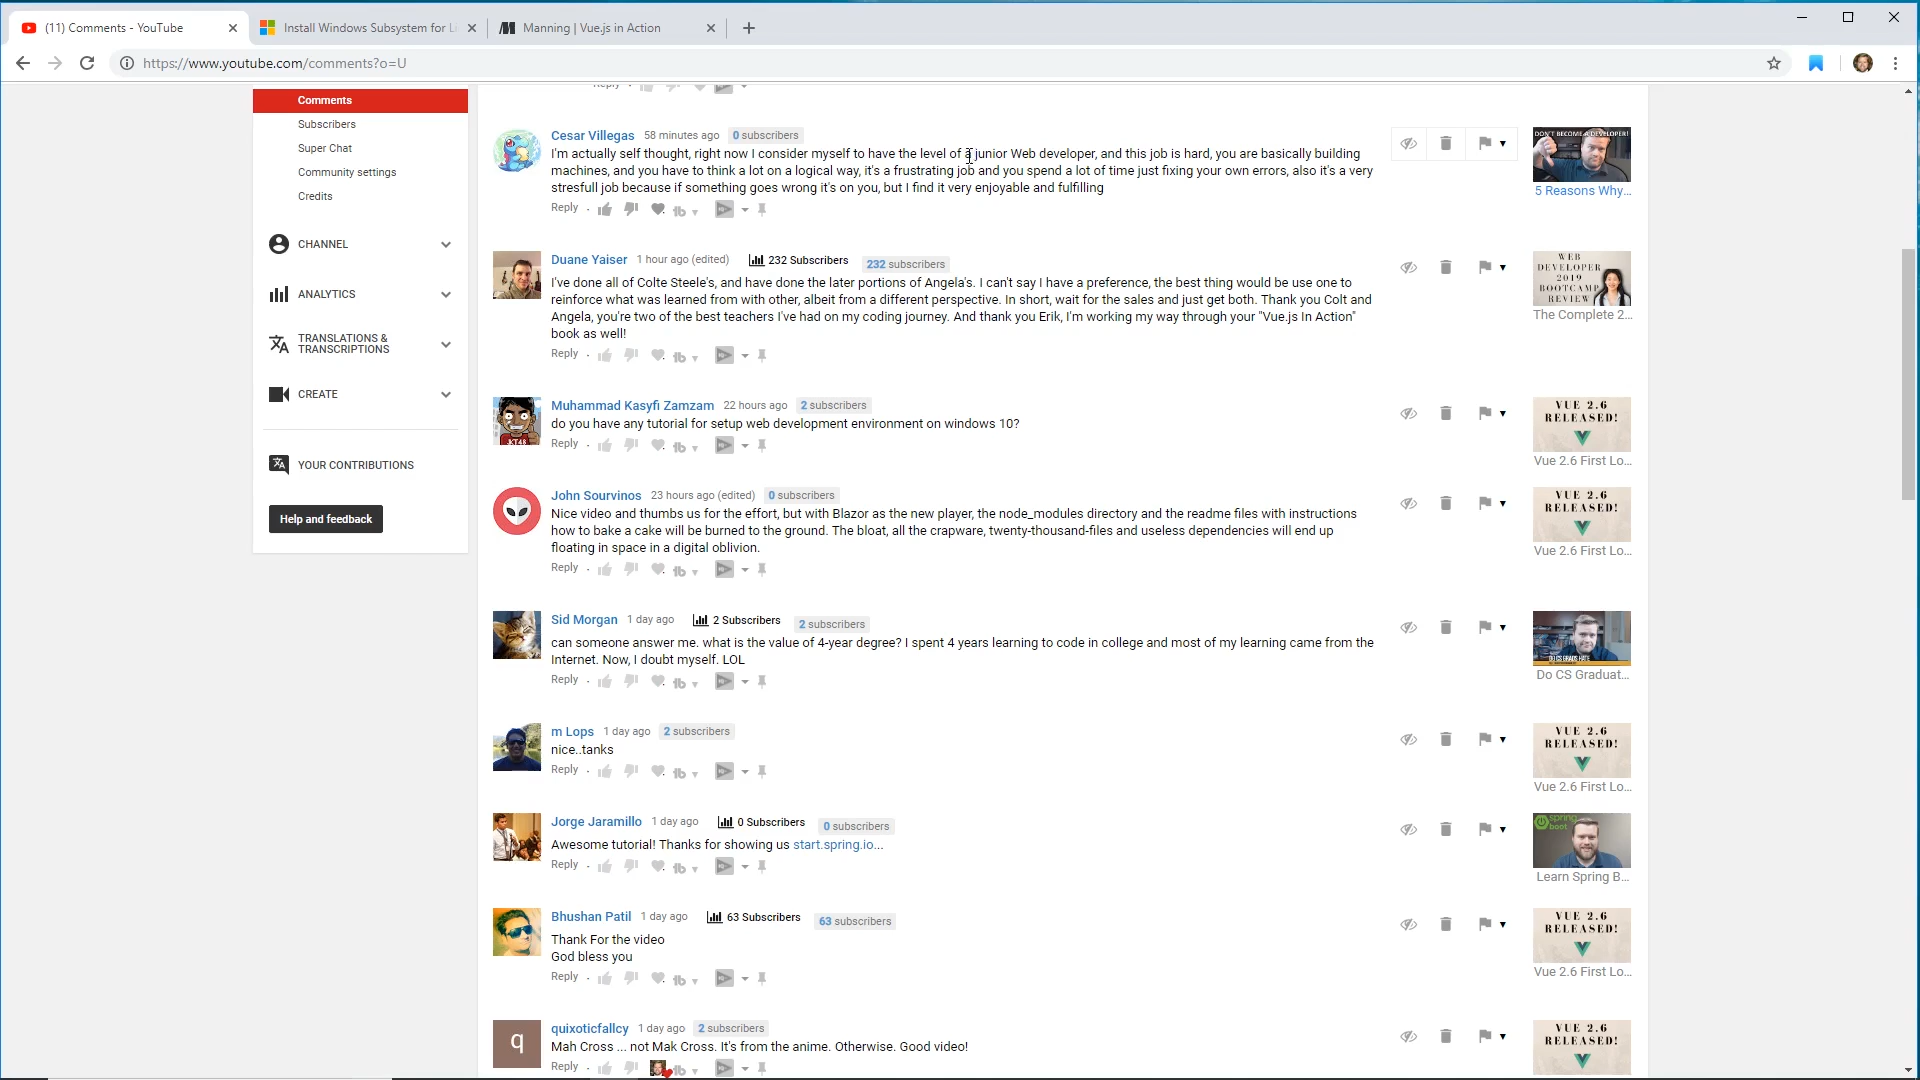 (11) Comments - YouTube
Install Windows Subsystem for Li
Manning | Vue.js in Action
https://www.youtube.com/comments?o=U
Comments
Subscribers
Super Chat
Community settings
Credits
CHANNEL
ANALYTICS
TRANSLATIONS &
TRANSCRIPTIONS
CREATE
YOUR CONTRIBUTIONS
Help and feedback
Reply
Cesar Villegas 58 minutes ago 0 subscribers
I'm actually self thought, right now I consider myself to have the level of a junior Web developer, and this job is hard, you are basically building
machines, and you have to think a lot on a logical way, it's a frustrating job and you spend a lot of time just fixing your own errors, also it's a very
stresfull job because if something goes wrong it's on you, but I find it very enjoyable and fulfilling
Reply
DON'T BECOME A DEVELOPER!
5 Reasons Why...
Duane Yaiser 1 hour ago (edited) 232 Subscribers 232 subscribers
I've done all of Colte Steele's, and have done the later portions of Angela's. I can't say I have a preference, the best thing would be use one to
reinforce what was learned from with other, albeit from a different perspective. In short, wait for the sales and just get both. Thank you Colt and
Angela, you're two of the best teachers I've had on my coding journey. And thank you Erik, I'm working my way through your "Vue.js In Action"
book as well!
Reply
WEB
DEVELOPER
2019
BOOTCAMP
REVIEW
The Complete 2...
Muhammad Kasyfi Zamzam 22 hours ago 2 subscribers
do you have any tutorial for setup web development environment on windows 10?
Reply
JKT48
VUE 2.6
RELEASED!
Vue 2.6 First Lo...
John Sourvinos 23 hours ago (edited) 0 subscribers
Nice video and thumbs us for the effort, but with Blazor as the new player, the node_modules directory and the readme files with instructions
how to bake a cake will be burned to the ground. The bloat, all the crapware, twenty-thousand-files and useless dependencies will end up
floating in space in a digital oblivion.
Reply
VUE 2.6
RELEASED!
Vue 2.6 First Lo...
Sid Morgan 1 day ago 2 Subscribers 2 subscribers
can someone answer me. what is the value of 4-year degree? I spent 4 years learning to code in college and most of my learning came from the
Internet. Now, I doubt myself. LOL
Reply
DO CS GRADS HATE
Do CS Graduat...
m Lops 1 day ago 2 subscribers
nice..tanks
Reply
VUE 2.6
RELEASED!
Vue 2.6 First Lo...
Jorge Jaramillo 1 day ago 0 Subscribers 0 subscribers
Awesome tutorial! Thanks for showing us start.spring.io...
Reply
spring
boot
Learn Spring B...
Bhushan Patil 1 day ago 63 Subscribers 63 subscribers
Thank For the video
God bless you
Reply
VUE 2.6
RELEASED!
Vue 2.6 First Lo...
q
quixoticfallcy 1 day ago 2 subscribers
Mah Cross ... not Mak Cross. It's from the anime. Otherwise. Good video!
Reply
VUE 2.6
RELEASED!